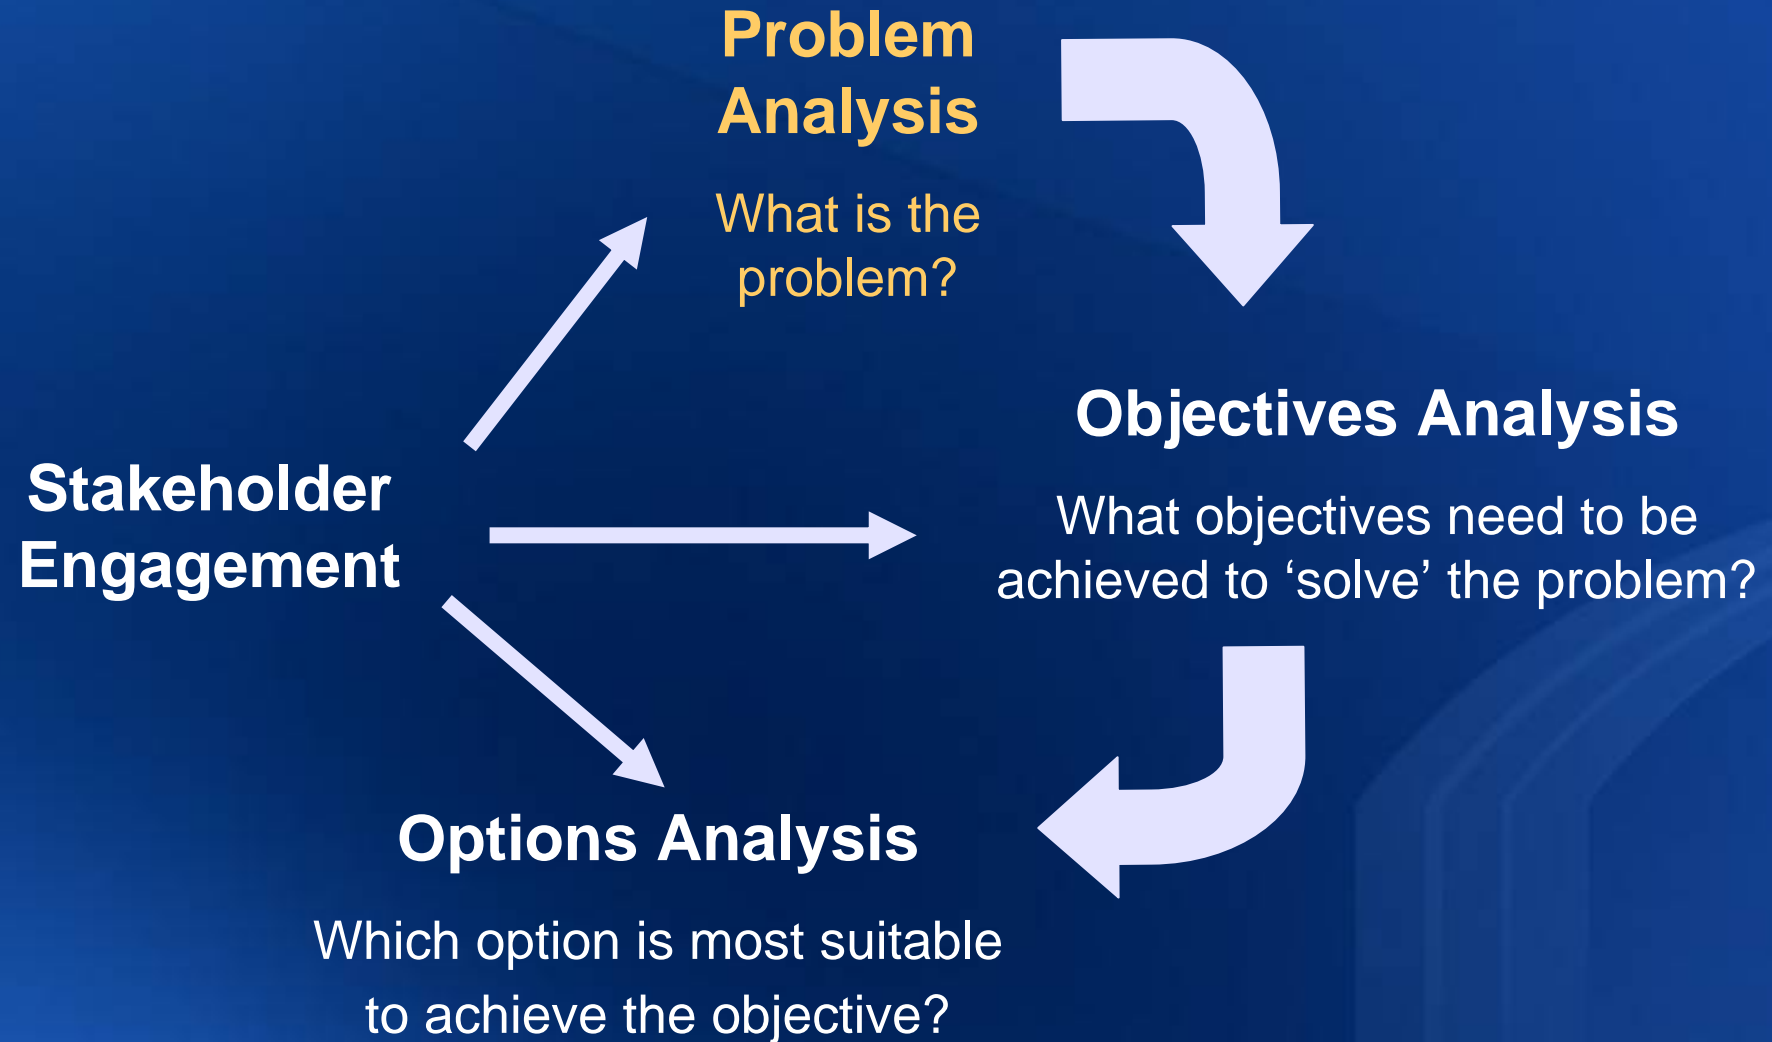 Problem
Analysis
What is the
problem?
Objectives Analysis
What objectives need to be
achieved to ‘solve’ the problem?
Stakeholder
Engagement
Options Analysis
Which option is most suitable
to achieve the objective?